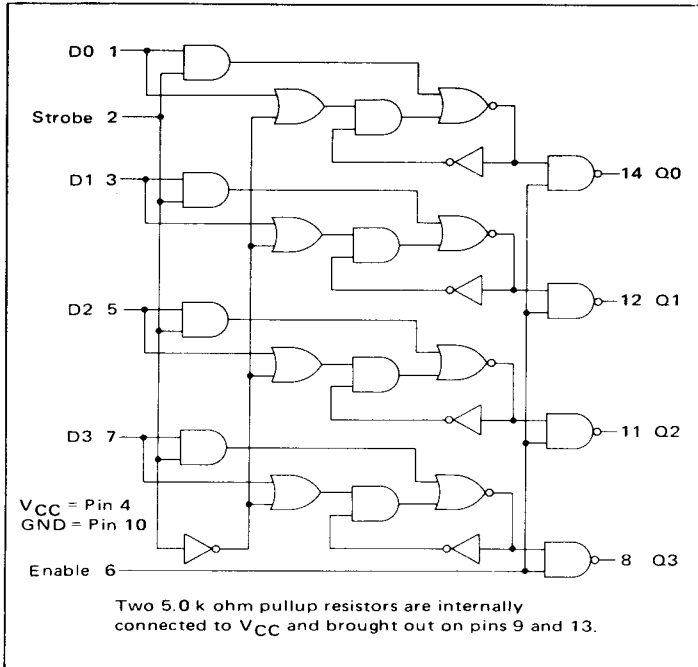 D0 1
Strobe 2
14 Q0
D1 3
12 Q1
D2 5
11 Q2
D3 7
VCC = Pin 4
GND = Pin 10
8 Q3
Enable 6
Two 5.0 k ohm pullup resistors are internally
connected to VCC and brought out on pins 9 and 13.